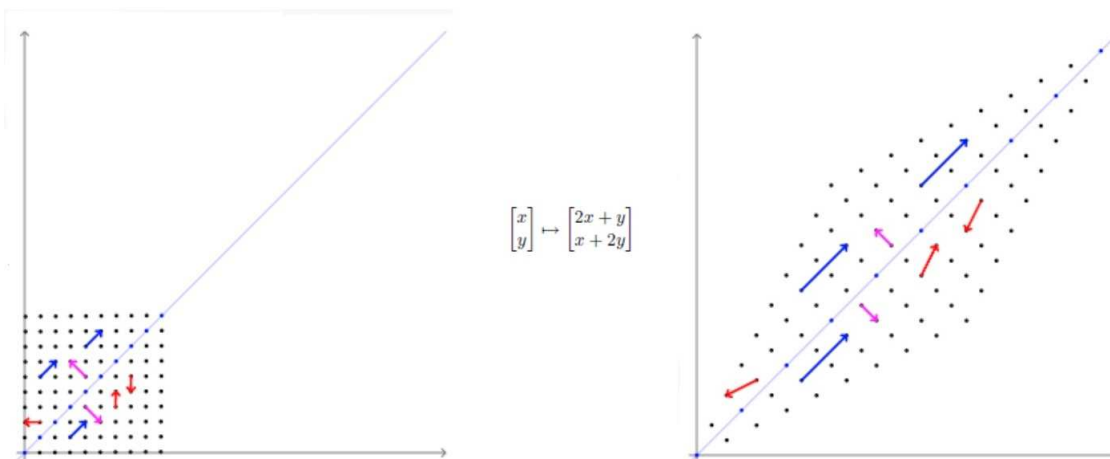 [x y] ↦ [2x + y x + 2y]